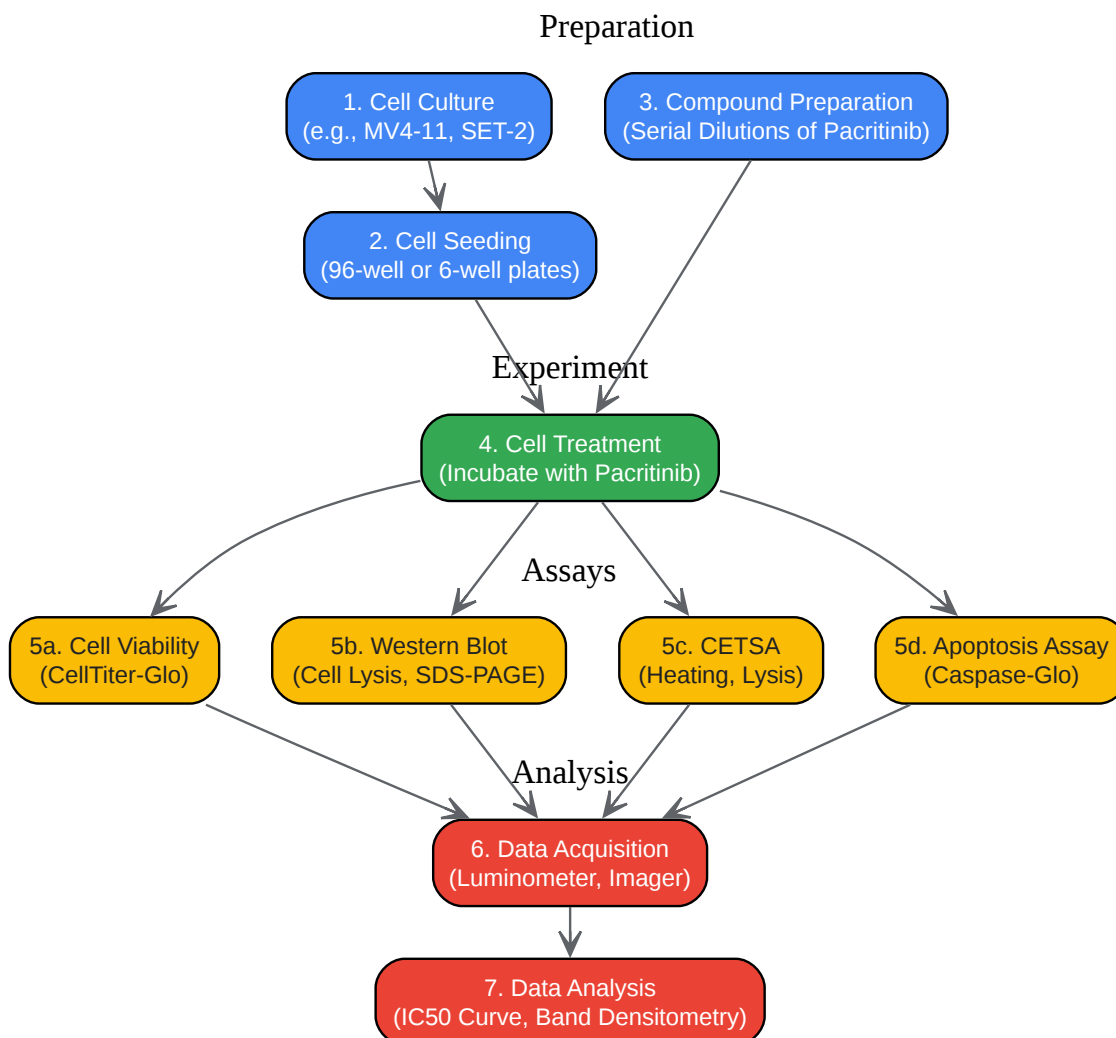 Preparation
1. Cell Culture
(e.g., MV4-11, SET-2)
3. Compound Preparation
(Serial Dilutions of Pacritinib)
2. Cell Seeding
(96-well or 6-well plates)
Experiment
4. Cell Treatment
(Incubate with Pacritinib)
Assays
5a. Cell Viability
(CellTiter-Glo)
5b. Western Blot
(Cell Lysis, SDS-PAGE)
5c. CETSA
(Heating, Lysis)
5d. Apoptosis Assay
(Caspase-Glo)
Analysis
6. Data Acquisition
(Luminometer, Imager)
7. Data Analysis
(IC50 Curve, Band Densitometry)